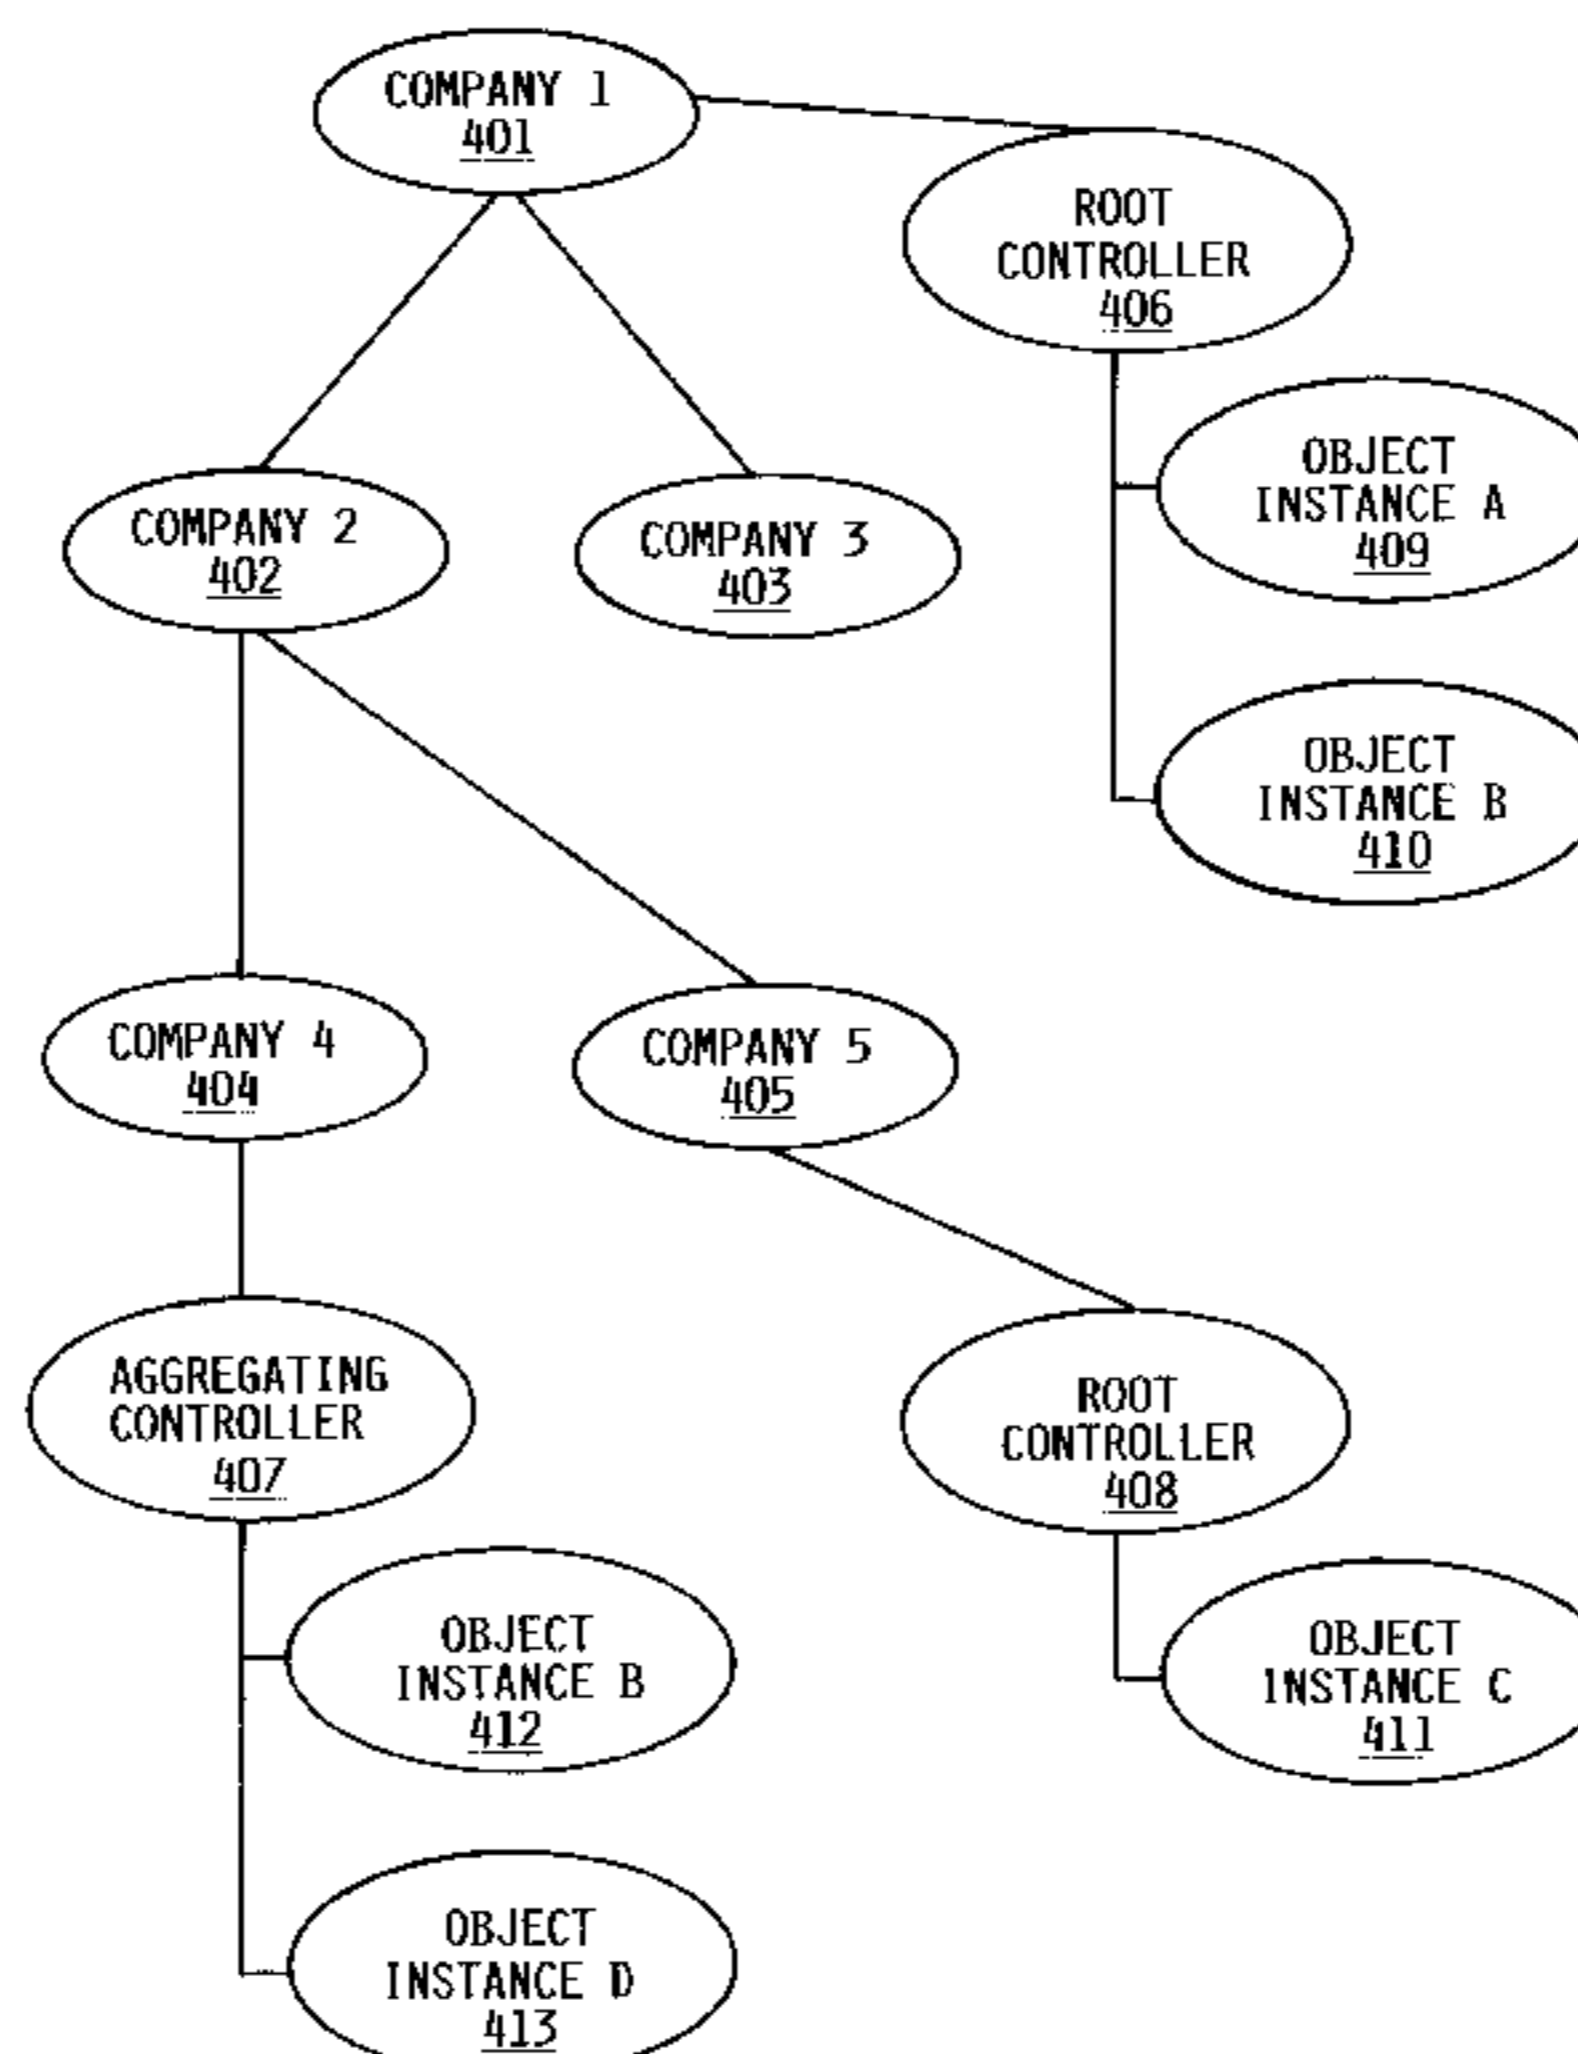 COMPANY 1
401
ROOT
CONTROLLER
406
OBJECT
INSTANCE A
409
COMPANY 2
402
COMPANY 3
403
OBJECT
INSTANCE B
410
COMPANY 4
404
COMPANY 5
405
AGGREGATING
CONTROLLER
407
ROOT
CONTROLLER
408
OBJECT
INSTANCE B
412
OBJECT
INSTANCE C
411
OBJECT
INSTANCE D
413